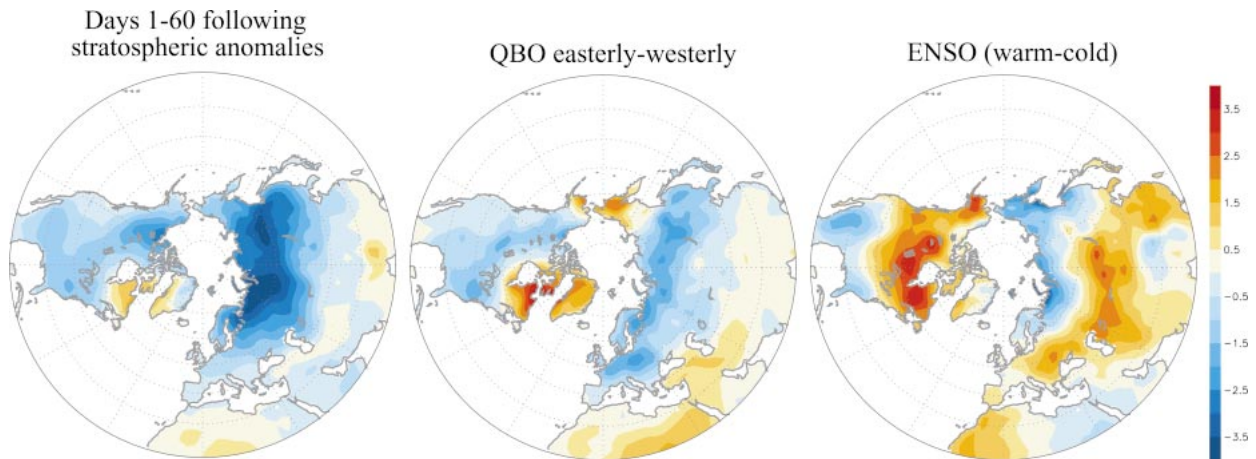 Days 1-60 following
stratospheric anomalies
QBO easterly-westerly
ENSO (warm-cold)
3.5
2.5
1.5
0.5
-0.5
-1.5
-2.5
-3.5